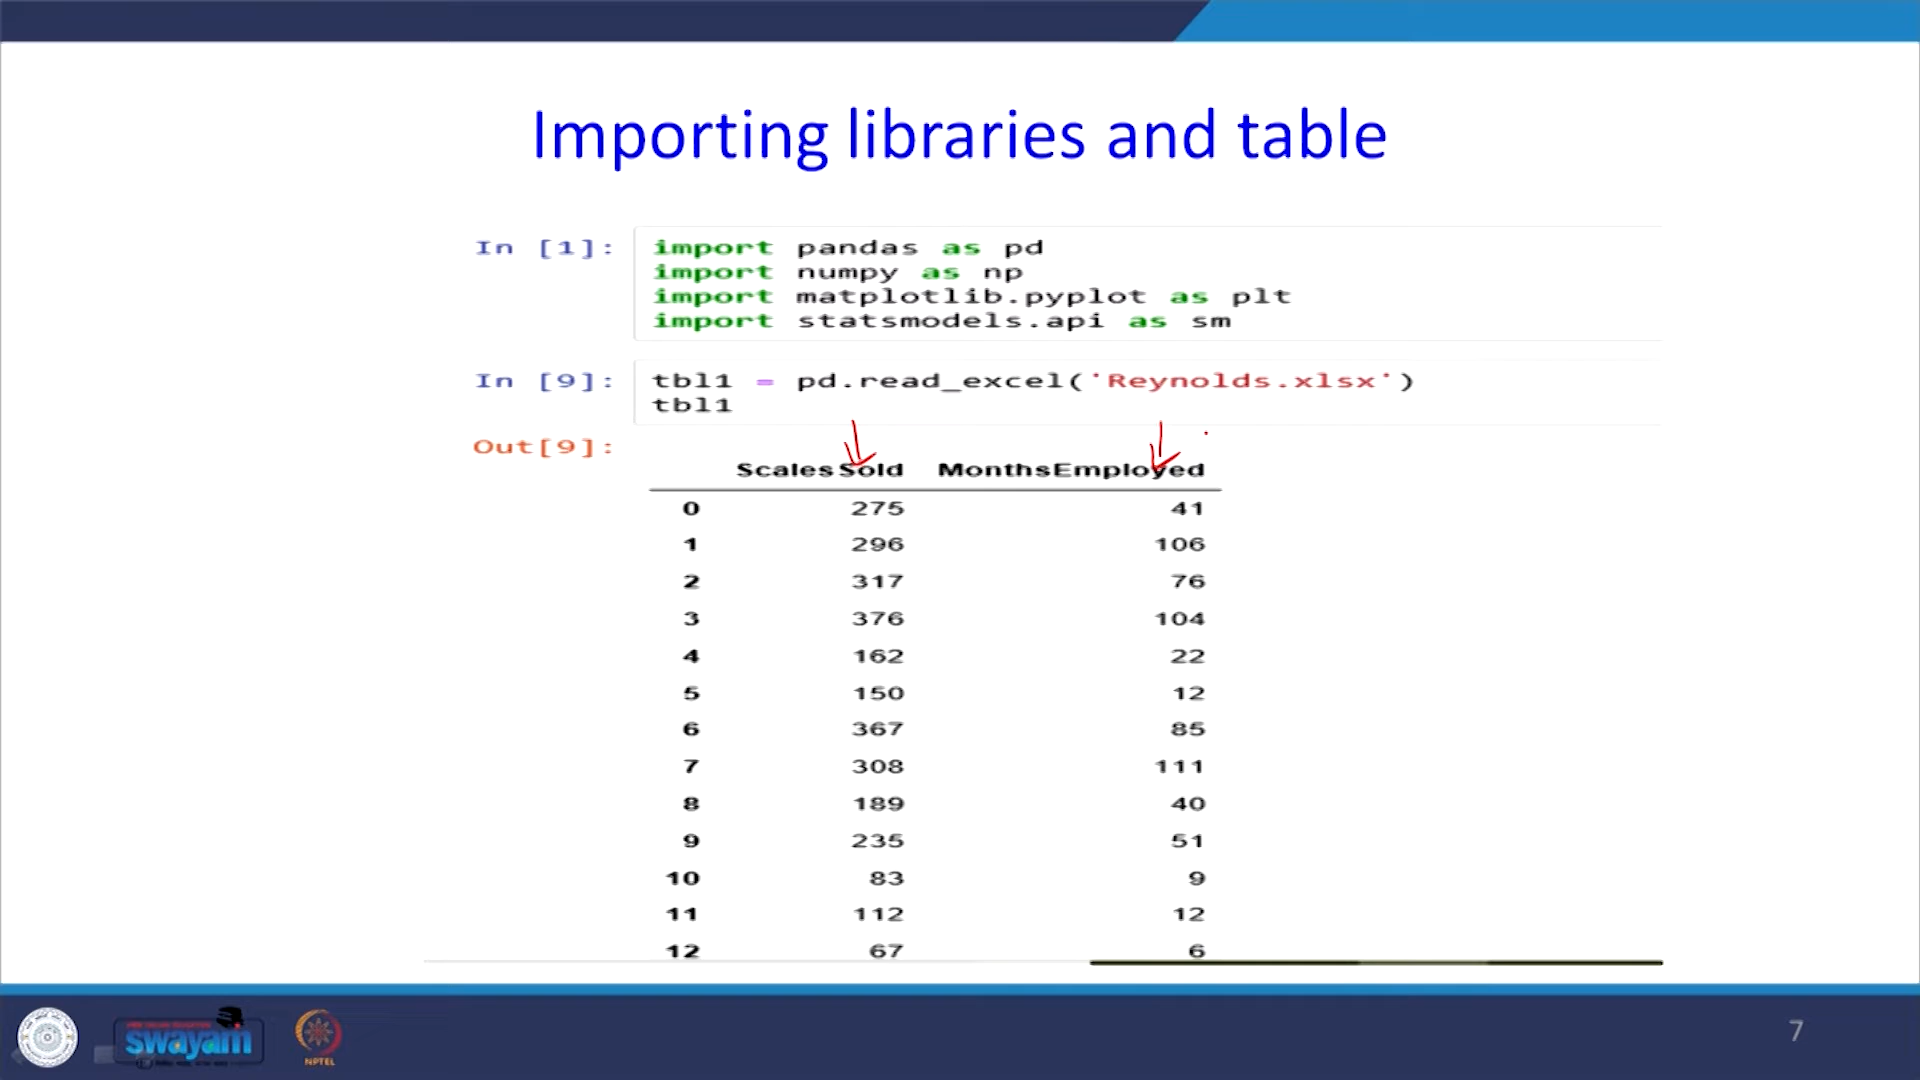 Importing libraries and table
In [1]: import pandas as pd
import numpy as np
import matplotlib.pyplot as plt
import statsmodels.api as sm
In [9]: tbl1 = pd.read_excel('Reynolds.xlsx')
tbl1
Out[9]:
ScalesSold MonthsEmployed
0 275 41
1 296 106
2 317 76
3 376 104
4 162 22
5 150 12
6 367 85
7 308 111
8 189 40
9 235 51
10 83 9
11 112 12
12 67 6
swayam
NPTEL
7